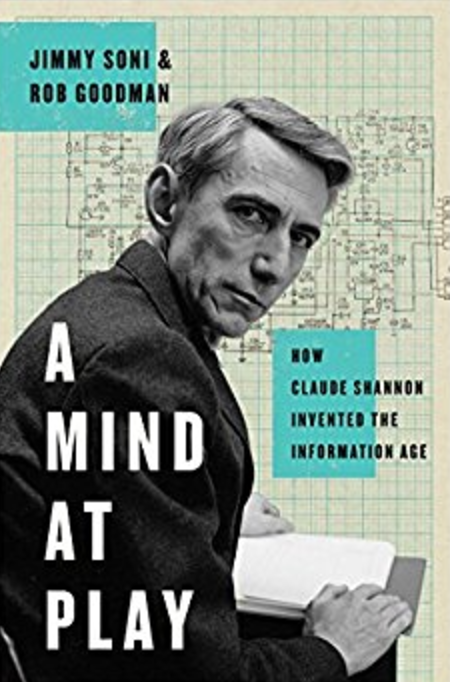 JIMMY SONI &
ROB GOODMAN
A
MIND
AT
PLAY
HOW
CLAUDE SHANNON
INVENTED THE
INFORMATION AGE